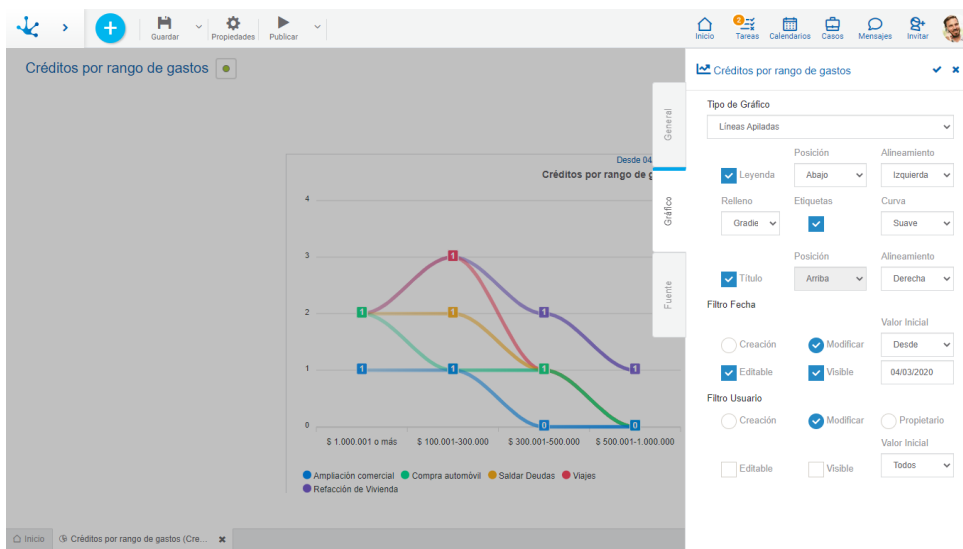 Guardar
Propiedades
Publicar
Inicio
2
Tareas
Calendarios
Casos
Mensajes
Invitar
Créditos por rango de gastos
Desde 04
Créditos por rango de g
4
3
2
1
0
1
1
1
1
1
1
1
1
1
1
0
0
$ 1.000.001 o más
$ 100.001-300.000
$ 300.001-500.000
$ 500.001-1.000.000
Ampliación comercial
Compra automóvil
Saldar Deudas
Viajes
Refacción de Vivienda
General
Gráfico
Fuente
Créditos por rango de gastos
Tipo de Gráfico
Líneas Apiladas
Posición
Alineamiento
Leyenda
Abajo
Izquierda
Relleno
Etiquetas
Curva
Gradie
Suave
Posición
Alineamiento
Título
Arriba
Derecha
Filtro Fecha
Valor Inicial
Creación
Modificar
Desde
Editable
Visible
04/03/2020
Filtro Usuario
Creación
Modificar
Propietario
Valor Inicial
Editable
Visible
Todos
Inicio
Créditos por rango de gastos (Cre...